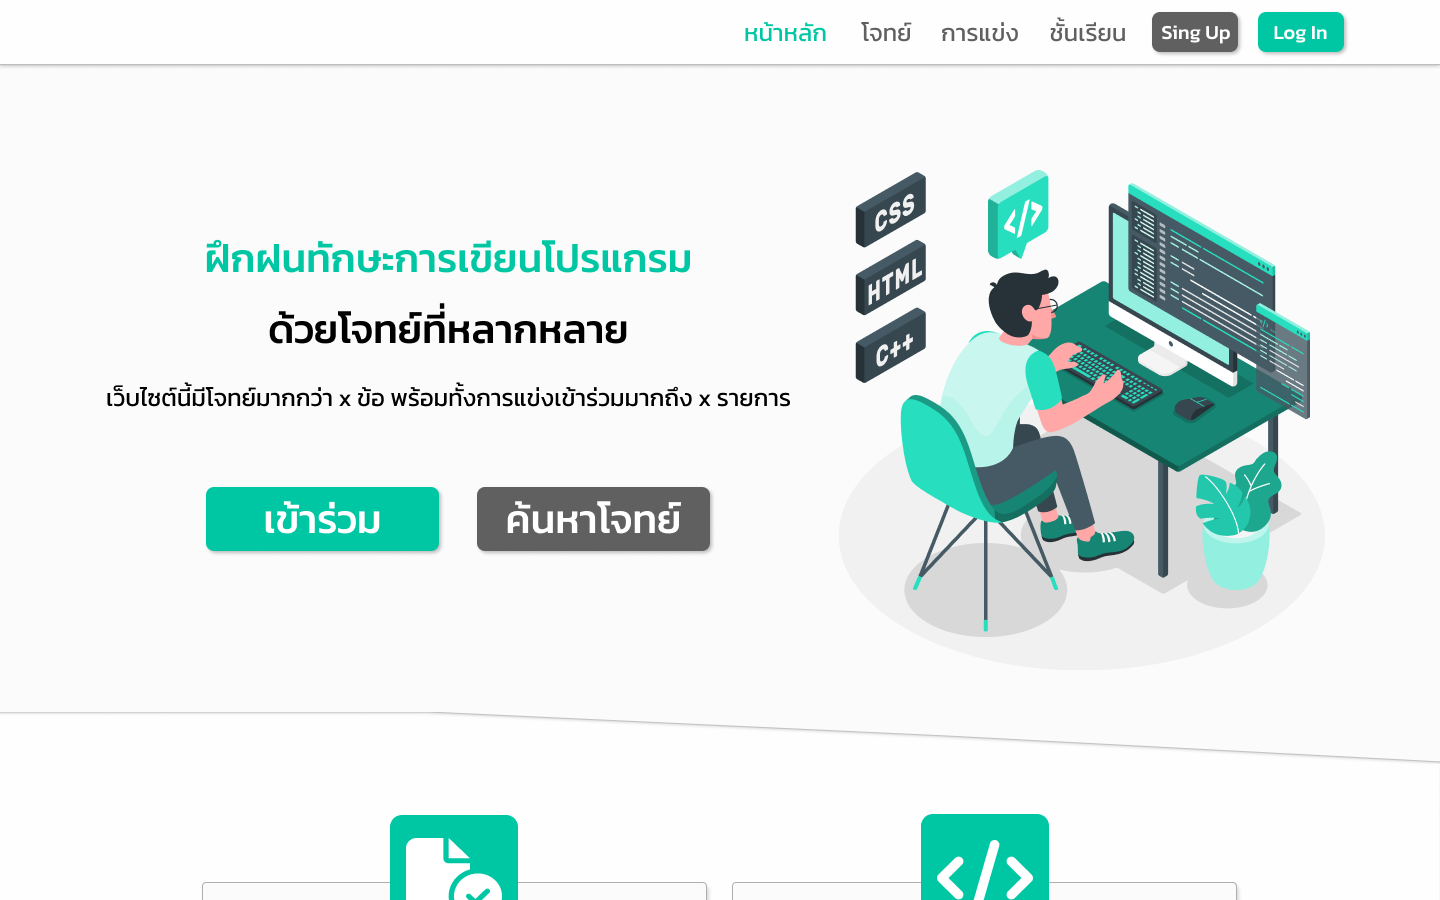 หน้าหลัก โจทย์ การแข่ง ชั้นเรียน Sing Up Log In
ฝึกฝนทักษะการเขียนโปรแกรม
ด้วยโจทย์ที่หลากหลาย
เว็บไซต์นี้มีโจทย์มากกว่า x ข้อ พร้อมทั้งการแข่งเข้าร่วมมากถึง x รายการ
เข้าร่วม ค้นหาโจทย์
CSS
</>
HTML
C++
</>